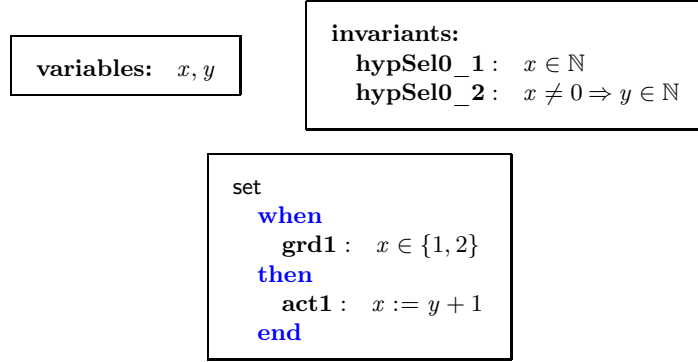 variables: x, y
invariants:
hypSel0_1 : x ∈ ℕ
hypSel0_2 : x ≠ 0 ⇒ y ∈ ℕ
set
when
grd1 : x ∈ {1, 2}
then
act1 : x := y + 1
end